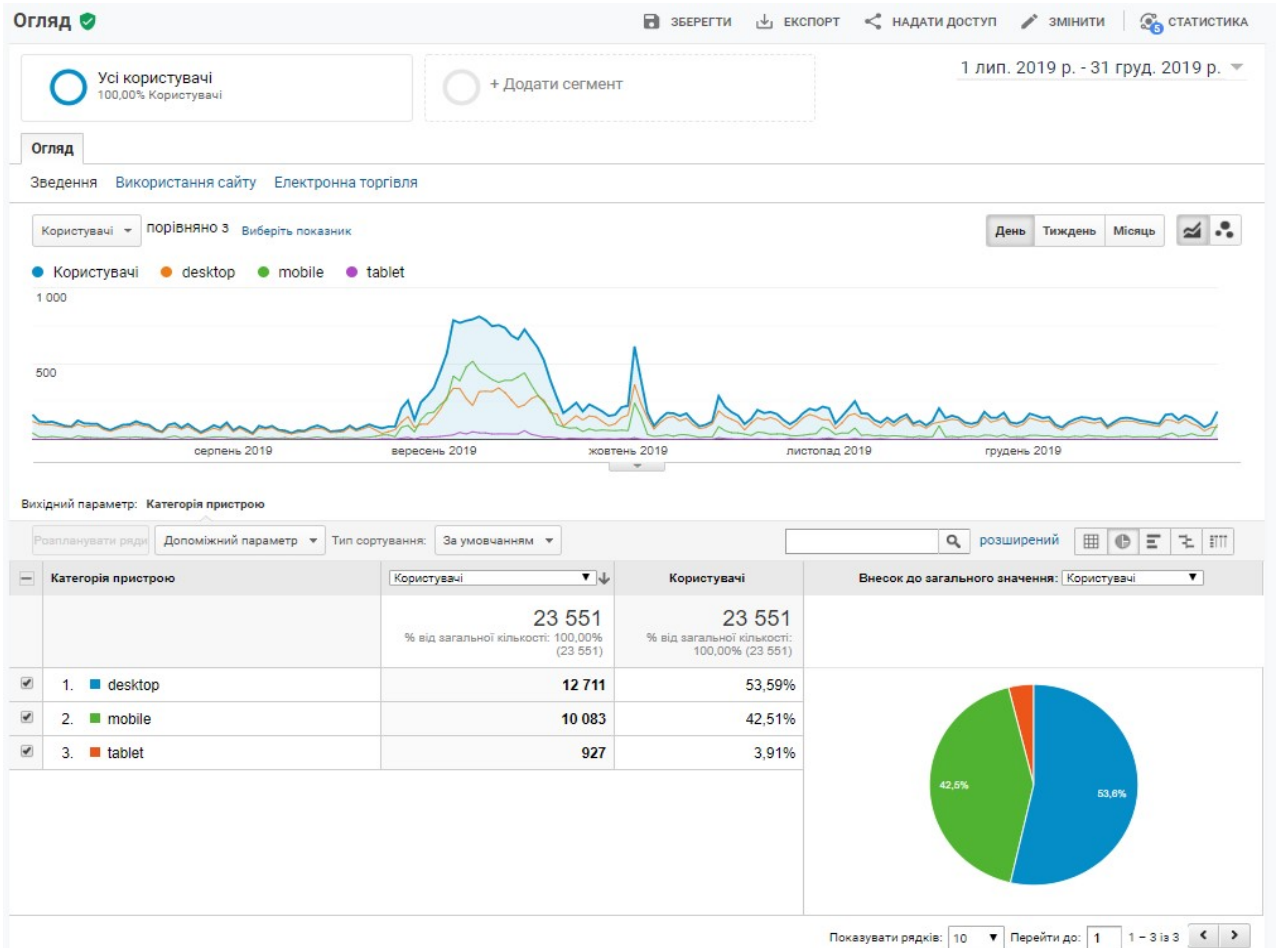 Огляд
ЗБЕРЕГТИ ЕКСПОРТ НАДАТИ ДОСТУП ЗМІНИТИ 5 СТАТИСТИКА
Усі користувачі
100,00% Користувачі
+ Додати сегмент
1 лип. 2019 р. - 31 груд. 2019 р.
Огляд
Зведення Використання сайту Електронна торгівля
Користувачі порівняно з Виберіть показник
День Тиждень Місяць
Користувачі desktop mobile tablet
1 000
500
серпень 2019 вересень 2019 жовтень 2019 листопад 2019 грудень 2019
Вихідний параметр: Категорія пристрою
Розпланувати ряди Допоміжний параметр Тип сортування: За умовчанням розширений
Категорія пристрою Користувачі Користувачі Внесок до загального значення: Користувачі
23 551 23 551
% від загальної кількості: 100,00% % від загальної кількості:
(23 551) 100,00% (23 551)
1. desktop 12 711 53,59%
2. mobile 10 083 42,51%
3. tablet 927 3,91%
42,5%
53,6%
Показувати рядків: 10 Перейти до: 1 1 – 3 із 3